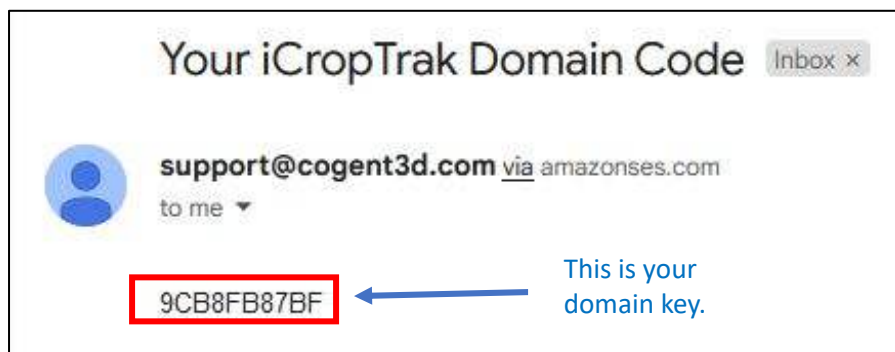 Your iCropTrak Domain Code Inbox ×
support@cogent3d.com via amazonses.com
to me
9CB8FB87BF
This is your
domain key.